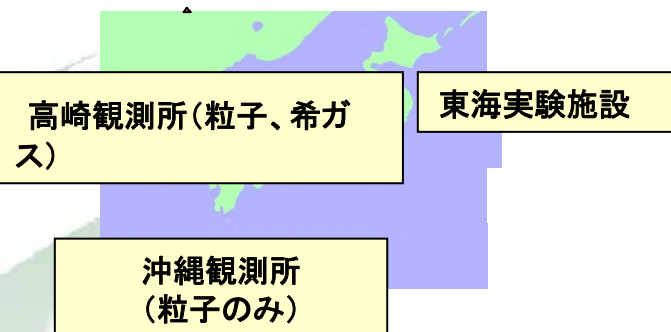 高崎観測所（粒子、希ガ
ス）
東海実験施設
沖縄観測所
（粒子のみ）